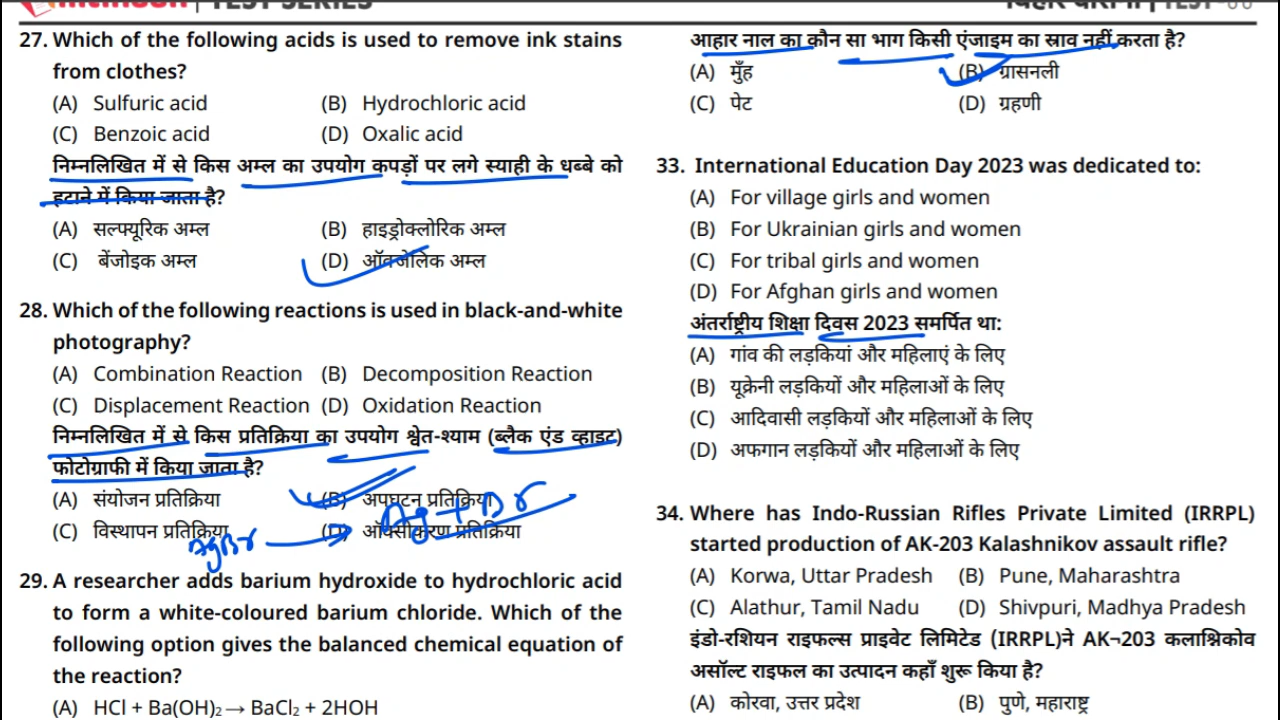 TEST SERIES
27. Which of the following acids is used to remove ink stains
from clothes?
(A) Sulfuric acid (B) Hydrochloric acid
(C) Benzoic acid (D) Oxalic acid
निम्नलिखित में से किस अम्ल का उपयोग कपड़ों पर लगे स्याही के धब्बे को
हटाने में किया जाता है?
(A) सल्फ्यूरिक अम्ल (B) हाइड्रोक्लोरिक अम्ल
(C) बेंजोइक अम्ल (D) ऑक्जेलिक अम्ल
28. Which of the following reactions is used in black-and-white
photography?
(A) Combination Reaction (B) Decomposition Reaction
(C) Displacement Reaction (D) Oxidation Reaction
निम्नलिखित में से किस प्रतिक्रिया का उपयोग श्वेत-श्याम (ब्लैक एंड व्हाइट)
फोटोग्राफी में किया जाता है?
(A) संयोजन प्रतिक्रिया (B) अपघटन प्रतिक्रिया
(C) विस्थापन प्रतिक्रिया (D) ऑक्सीकरण प्रतिक्रिया
AgBr Ag + Br
29. A researcher adds barium hydroxide to hydrochloric acid
to form a white-coloured barium chloride. Which of the
following option gives the balanced chemical equation of
the reaction?
(A) HCl + Ba(OH)₂ → BaCl₂ + 2HOH
आहार नाल का कौन सा भाग किसी एंजाइम का स्राव नहीं करता है?
(A) मुँह (B) ग्रासनली
(C) पेट (D) ग्रहणी
33. International Education Day 2023 was dedicated to:
(A) For village girls and women
(B) For Ukrainian girls and women
(C) For tribal girls and women
(D) For Afghan girls and women
अंतर्राष्ट्रीय शिक्षा दिवस 2023 समर्पित था:
(A) गांव की लड़कियां और महिलाएं के लिए
(B) यूक्रेनी लड़कियों और महिलाओं के लिए
(C) आदिवासी लड़कियों और महिलाओं के लिए
(D) अफगान लड़कियों और महिलाओं के लिए
34. Where has Indo-Russian Rifles Private Limited (IRRPL)
started production of AK-203 Kalashnikov assault rifle?
(A) Korwa, Uttar Pradesh (B) Pune, Maharashtra
(C) Alathur, Tamil Nadu (D) Shivpuri, Madhya Pradesh
इंडो-रशियन राइफल्स प्राइवेट लिमिटेड (IRRPL)ने AK¬203 कलाश्निकोव
असॉल्ट राइफल का उत्पादन कहाँ शुरू किया है?
(A) कोरवा, उत्तर प्रदेश (B) पुणे, महाराष्ट्र